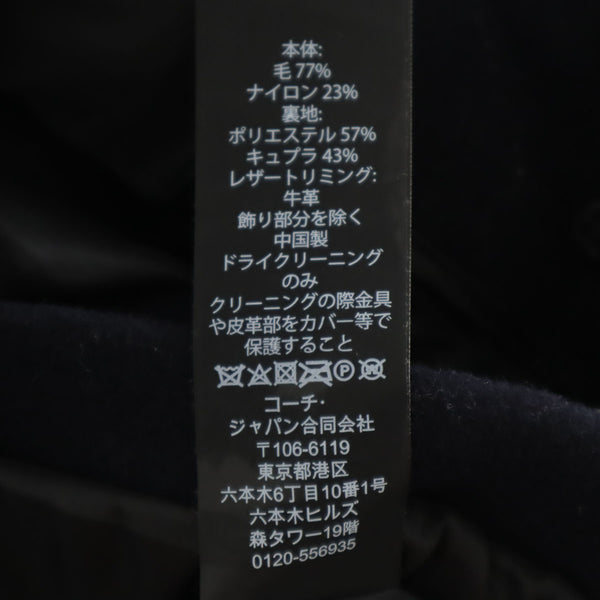 本体:
毛 77%
ナイロン 23%
裏地:
ポリエステル 57%
キュプラ 43%
レザートリミング:
牛革
飾り部分を除く
中国製
ドライクリーニング
のみ
クリーニングの際金具
や皮革部をカバー等で
保護すること
コーチ・
ジャパン合同会社
〒106-6119
東京都港区
六本木6丁目10番1号
六本木ヒルズ
森タワー19階
0120-556935